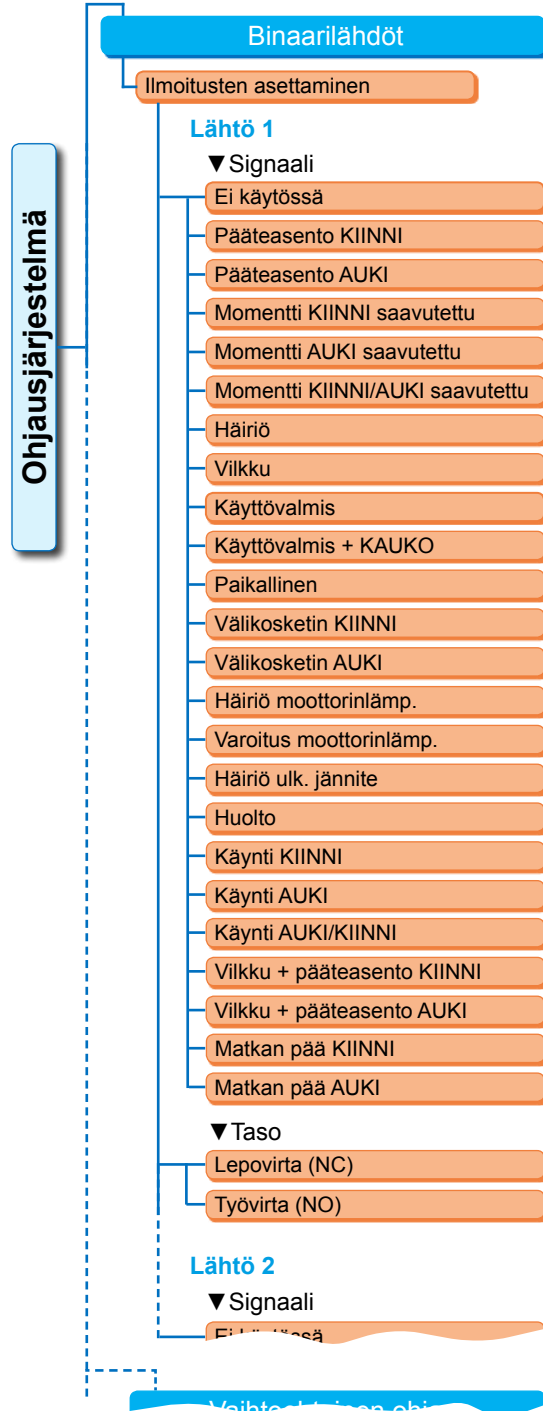 Binaarilähdöt
Ilmoitusten asettaminen
Ohjausjärjestelmä
Lähtö 1
▼Signaali
Ei käytössä
Pääteasento KIINNI
Pääteasento AUKI
Momentti KIINNI saavutettu
Momentti AUKI saavutettu
Momentti KIINNI/AUKI saavutettu
Häiriö
Vilkku
Käyttövalmis
Käyttövalmis + KAUKO
Paikallinen
Välikosketin KIINNI
Välikosketin AUKI
Häiriö moottorinlämp.
Varoitus moottorinlämp.
Häiriö ulk. jännite
Huolto
Käynti KIINNI
Käynti AUKI
Käynti AUKI/KIINNI
Vilkku + pääteasento KIINNI
Vilkku + pääteasento AUKI
Matkan pää KIINNI
Matkan pää AUKI
▼Taso
Lepovirta (NC)
Työvirta (NO)
Lähtö 2
▼Signaali
Ei käytössä